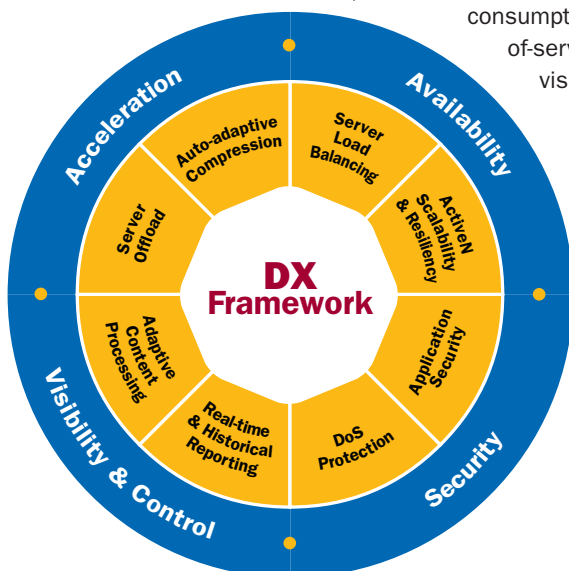 consumpt
of-serv
vis
Acceleration
Availability
Auto-adaptive
Compression
Server
Load
Balancing
Server
Offload
ActiveN
Scalability
& Resiliency
DX
Framework
Adaptive
Content
Processing
Application
Security
Real-time
& Historical
Reporting
DoS
Protection
Visibility & Control
Security